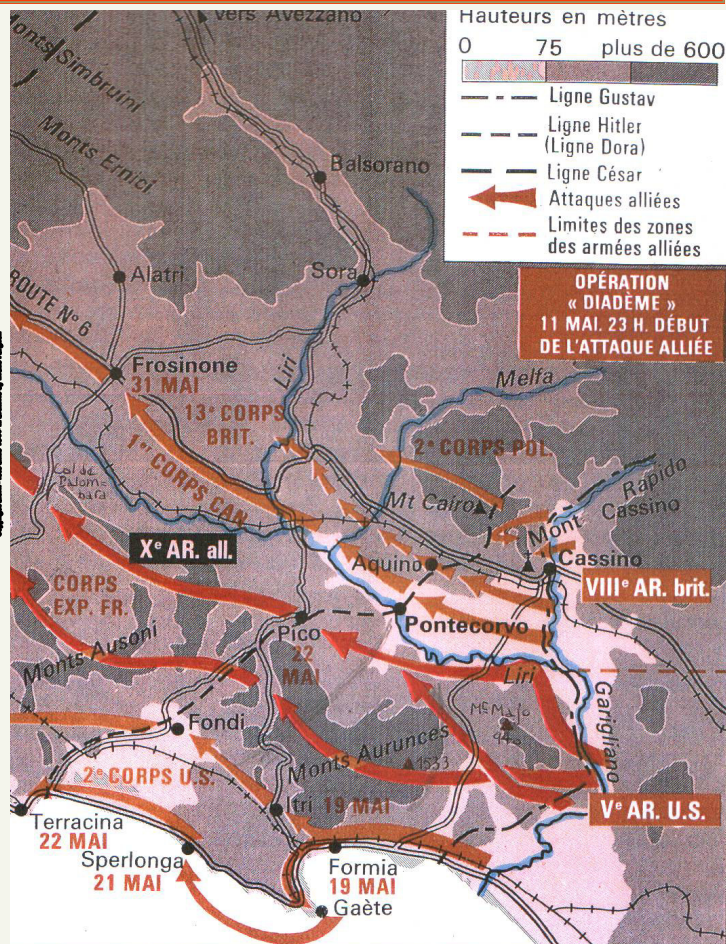 vers Avezzano
Monts Simbruini
Monts Ernici
Hauteurs en mètres
0 75 plus de 600
Ligne Gustav
Ligne Hitler
(Ligne Dora)
Ligne César
Attaques alliées
Limites des zones
des armées alliées
OPÉRATION
« DIADÈME »
11 MAI. 23 H. DÉBUT
DE L'ATTAQUE ALLIÉE
Balsorano
Alatri
Sora
ROUTE N° 6
Liri
Melfa
Frosinone
31 MAI
13e CORPS
BRIT.
1er CORPS CAN
2e CORPS POL.
Rapido
Col de
Palom-
bara
Mt Cairo
Mont
Cassino
Xe AR. all.
Aquino
Cassino
CORPS
EXP. FR.
VIIIe AR. brit.
Pico
22
MAI
Pontecorvo
Monts Ausoni
Liri
Garigliano
Mt Majo
940
Fondi
Monts Aurunces
1533
2e CORPS U.S.
Itri 19 MAI
Ve AR. U.S.
Terracina
22 MAI
Sperlonga
21 MAI
Formia
19 MAI
Gaète